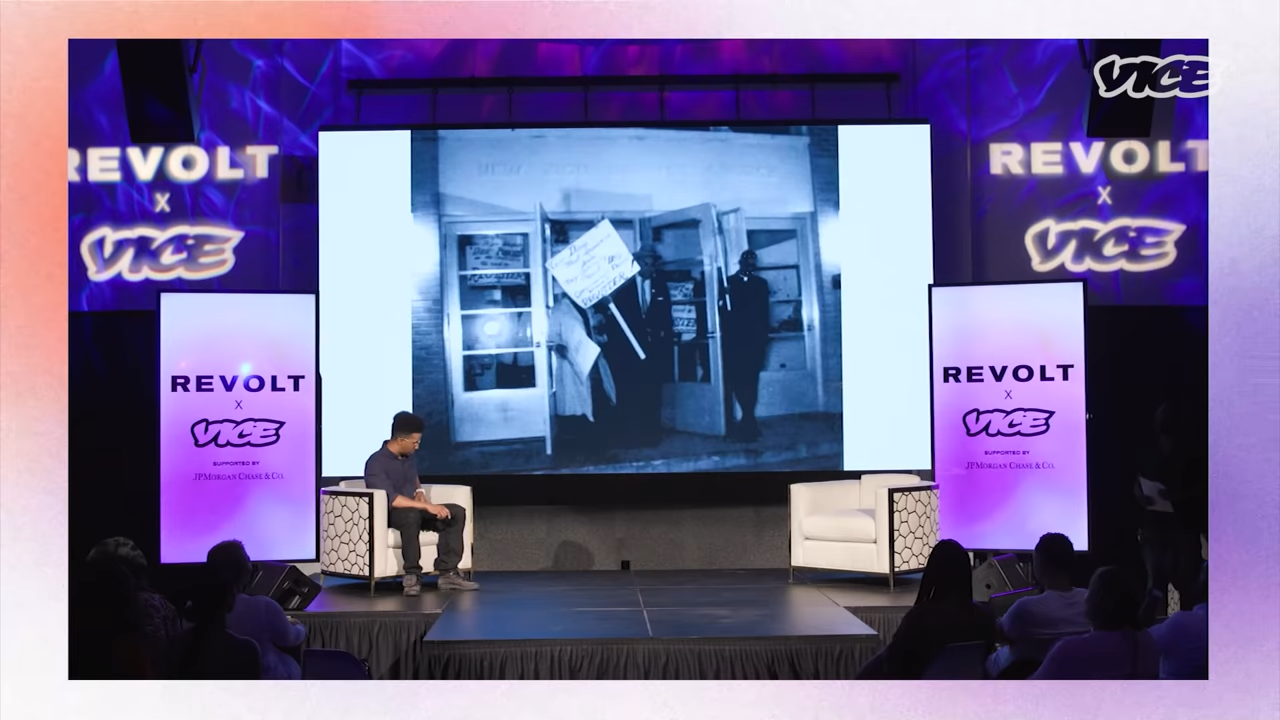 VICE
REVOLT
X
VICE
REVOLT
X
VICE
REVOLT
X
VICE
SUPPORTED BY
JPMORGAN CHASE & CO.
REVOLT
X
VICE
SUPPORTED BY
JPMORGAN CHASE & CO.
REGISTER